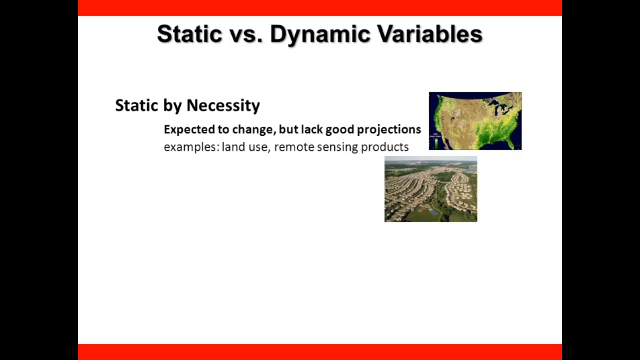 Static vs. Dynamic Variables
Static by Necessity
Expected to change, but lack good projections
examples: land use, remote sensing products